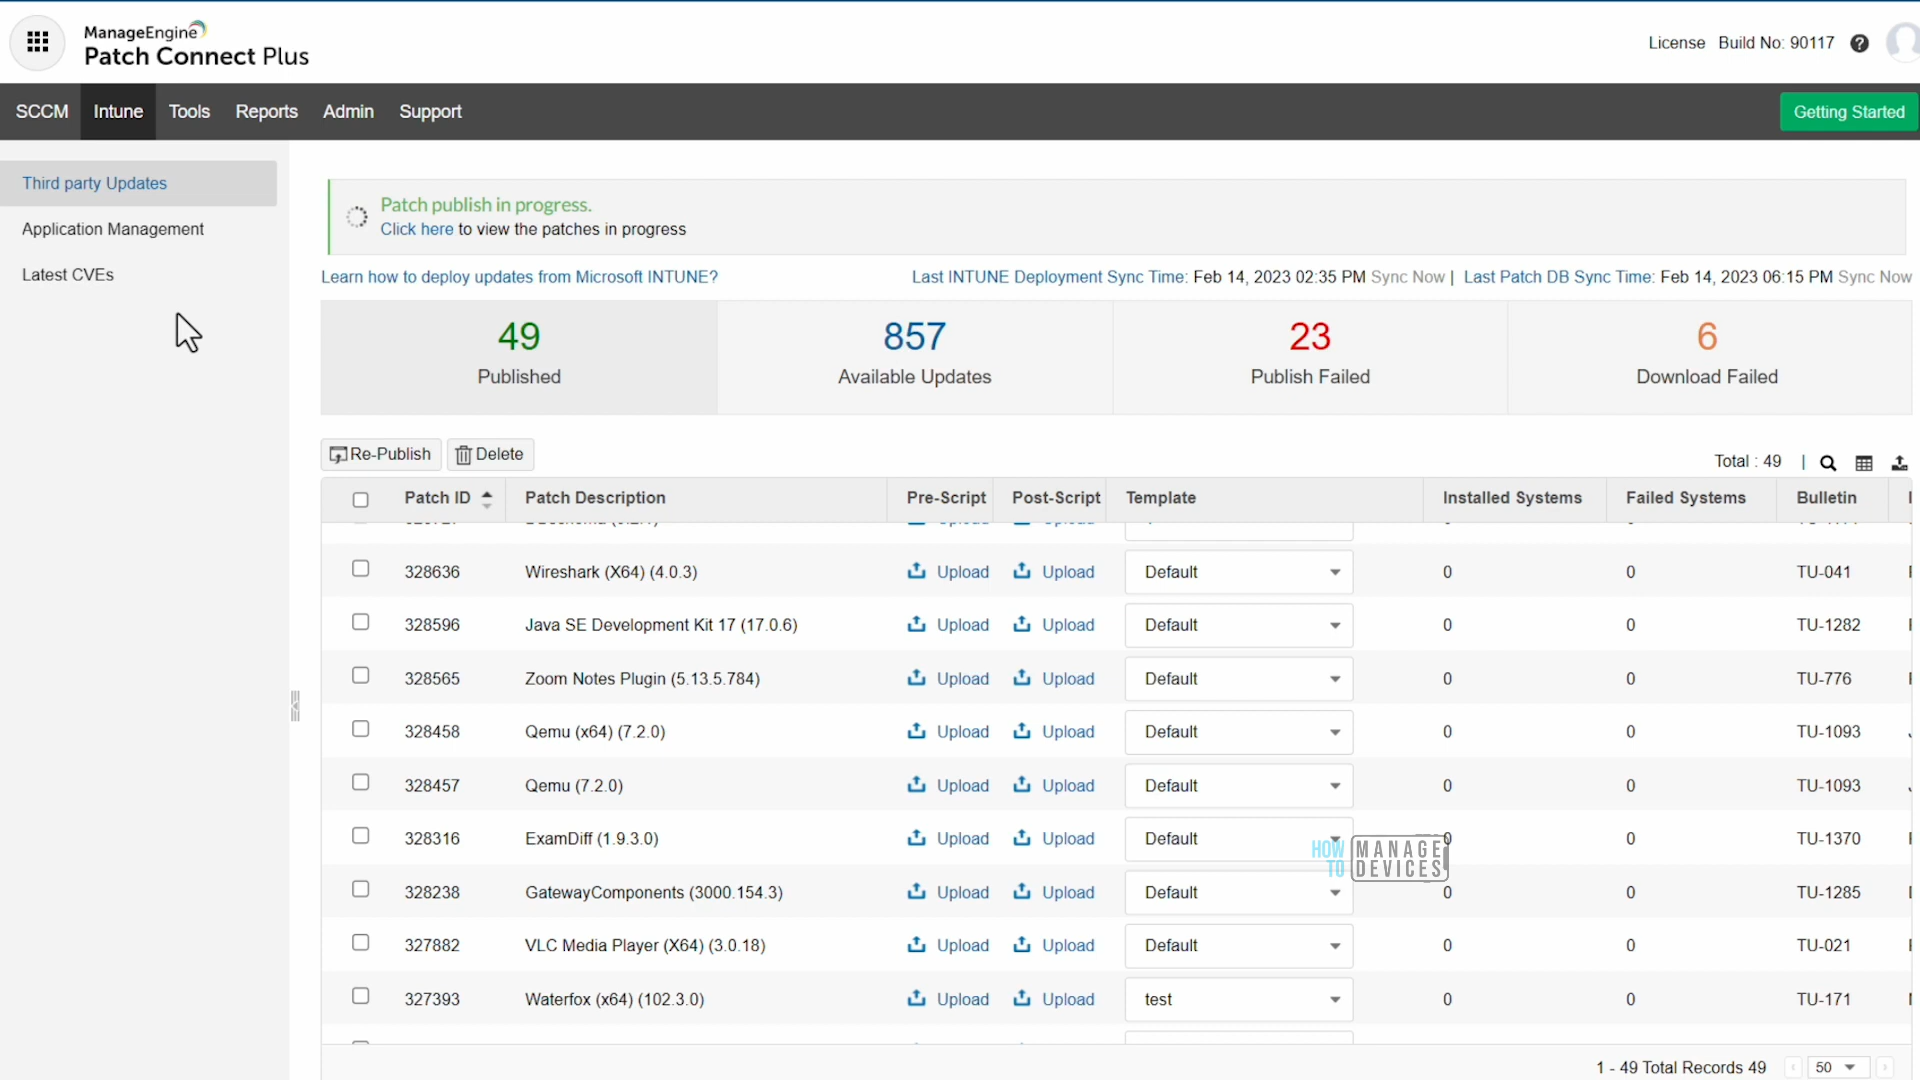 ManageEngine
Patch Connect Plus
License Build No: 90117
SCCM Intune Tools Reports Admin Support
Getting Started
Third party Updates
Application Management
Latest CVEs
Patch publish in progress.
Click here to view the patches in progress
Learn how to deploy updates from Microsoft INTUNE?
Last INTUNE Deployment Sync Time: Feb 14, 2023 02:35 PM Sync Now | Last Patch DB Sync Time: Feb 14, 2023 06:15 PM Sync Now
49 857 23 6
Published Available Updates Publish Failed Download Failed
Re-Publish Delete
Total : 49 |
Patch ID Patch Description Pre-Script Post-Script Template Installed Systems Failed Systems Bulletin
328636 Wireshark (X64) (4.0.3) Upload Upload Default 0 0 TU-041
328596 Java SE Development Kit 17 (17.0.6) Upload Upload Default 0 0 TU-1282
328565 Zoom Notes Plugin (5.13.5.784) Upload Upload Default 0 0 TU-776
328458 Qemu (x64) (7.2.0) Upload Upload Default 0 0 TU-1093
328457 Qemu (7.2.0) Upload Upload Default 0 0 TU-1093
328316 ExamDiff (1.9.3.0) Upload Upload Default 0 0 TU-1370
HOW TO MANAGE DEVICES
328238 GatewayComponents (3000.154.3) Upload Upload Default 0 0 TU-1285
327882 VLC Media Player (X64) (3.0.18) Upload Upload Default 0 0 TU-021
327393 Waterfox (x64) (102.3.0) Upload Upload test 0 0 TU-171
1 - 49 Total Records 49 50